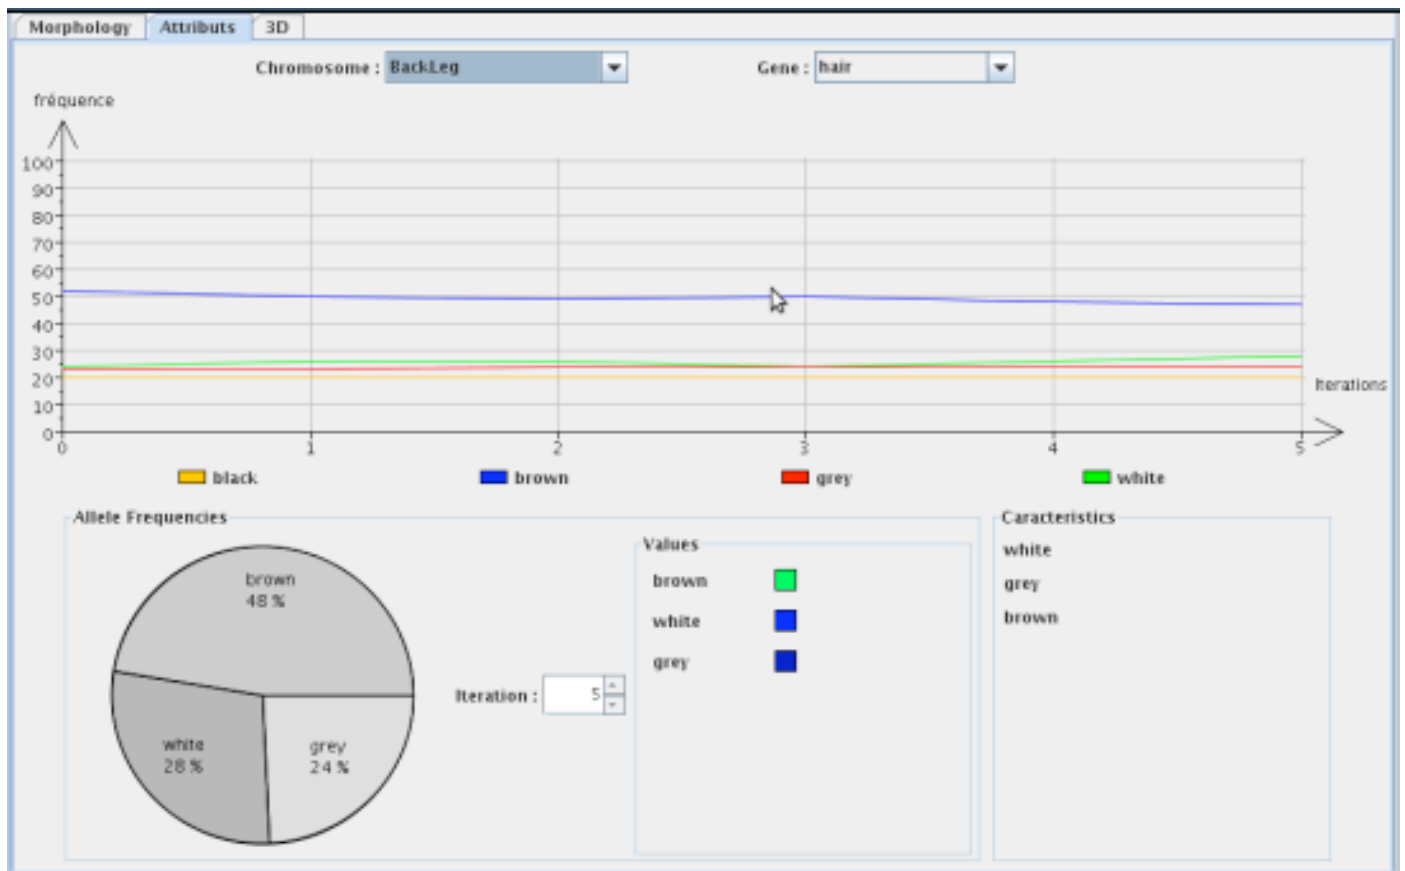 Morphology Attributs 3D
Chromosome : BackLeg Gene : hair
fréquence
100
90
80
70
60
50
40
30
20
10
0
Iterations
0 1 2 3 4 5
black brown grey white
Allele Frequencies
brown
48 %
white
28 %
grey
24 %
Iteration : 5
Values
brown
white
grey
Caracteristics
white
grey
brown